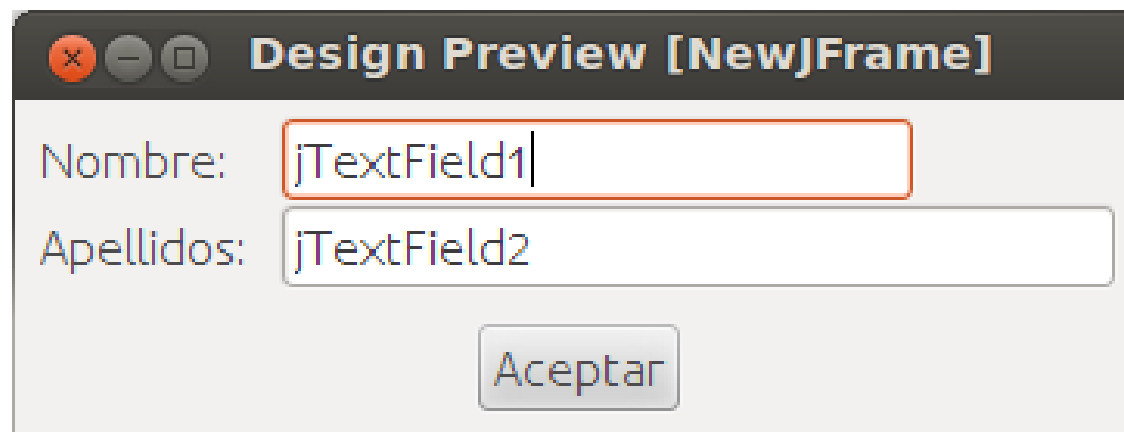 Design Preview [NewJFrame]
Nombre: jTextField1
Apellidos: jTextField2
Aceptar